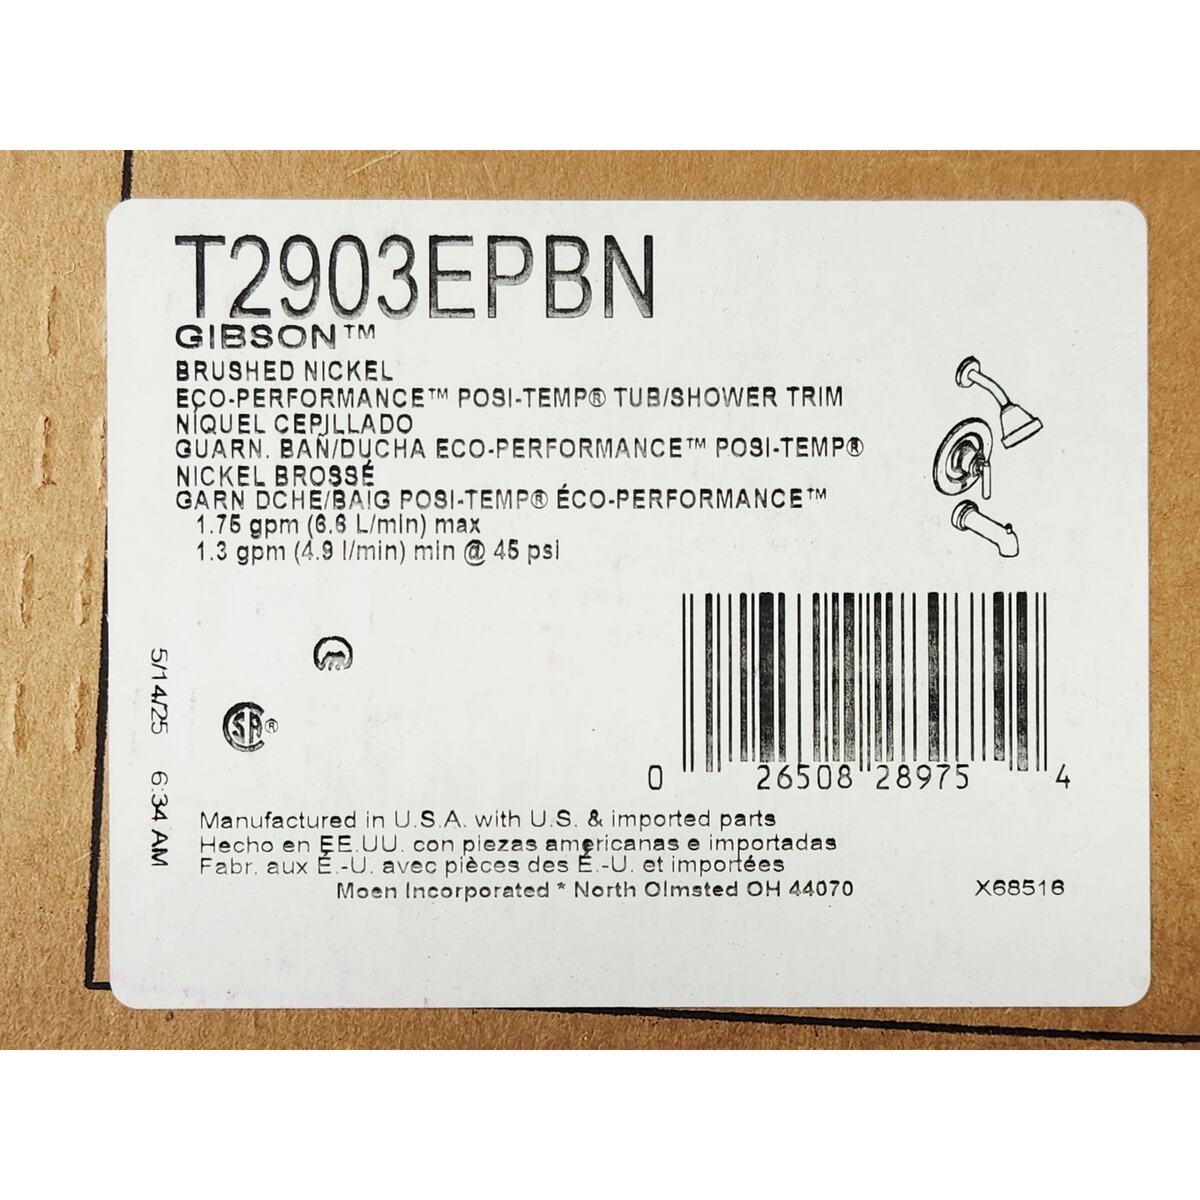 T2903EPBN
GIBSON™
BRUSHED NICKEL
ECO-PERFORMANCE™ POSI-TEMP® TUB/SHOWER TRIM
NÍQUEL CEPILLADO
GUARN. BAÑ/DUCHA ECO-PERFORMANCE™ POSI-TEMP®
NICKEL BROSSÉ
GARN DCHE/BAIG POSI-TEMP® ÉCO-PERFORMANCE™
1.75 gpm (6.6 L/min) max
1.3 gpm (4.9 l/min) min @ 45 psi
5/14/25 6:34 AM
SA®
0 26508 28975 4
Manufactured in U.S.A. with U.S. & imported parts
Hecho en EE.UU. con piezas americanas e importadas
Fabr. aux É.-U. avec pièces des É.-U. et importées
Moen Incorporated * North Olmsted OH 44070
X68516